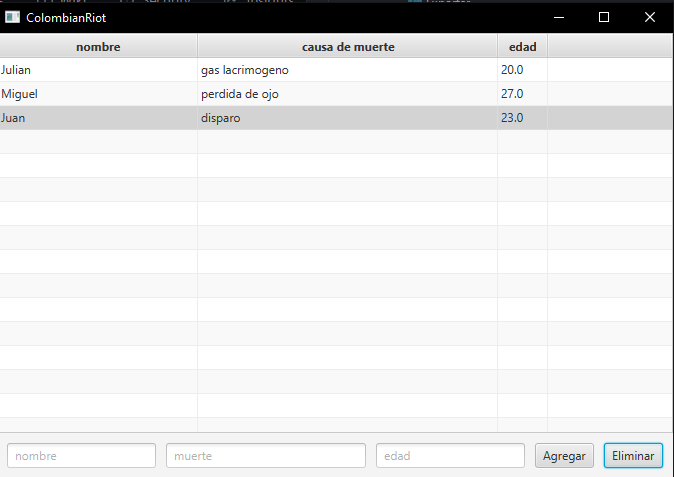 ColombianRiot
nombre causa de muerte edad
Julian gas lacrimogeno 20.0
Miguel perdida de ojo 27.0
Juan disparo 23.0
nombre muerte edad Agregar Eliminar